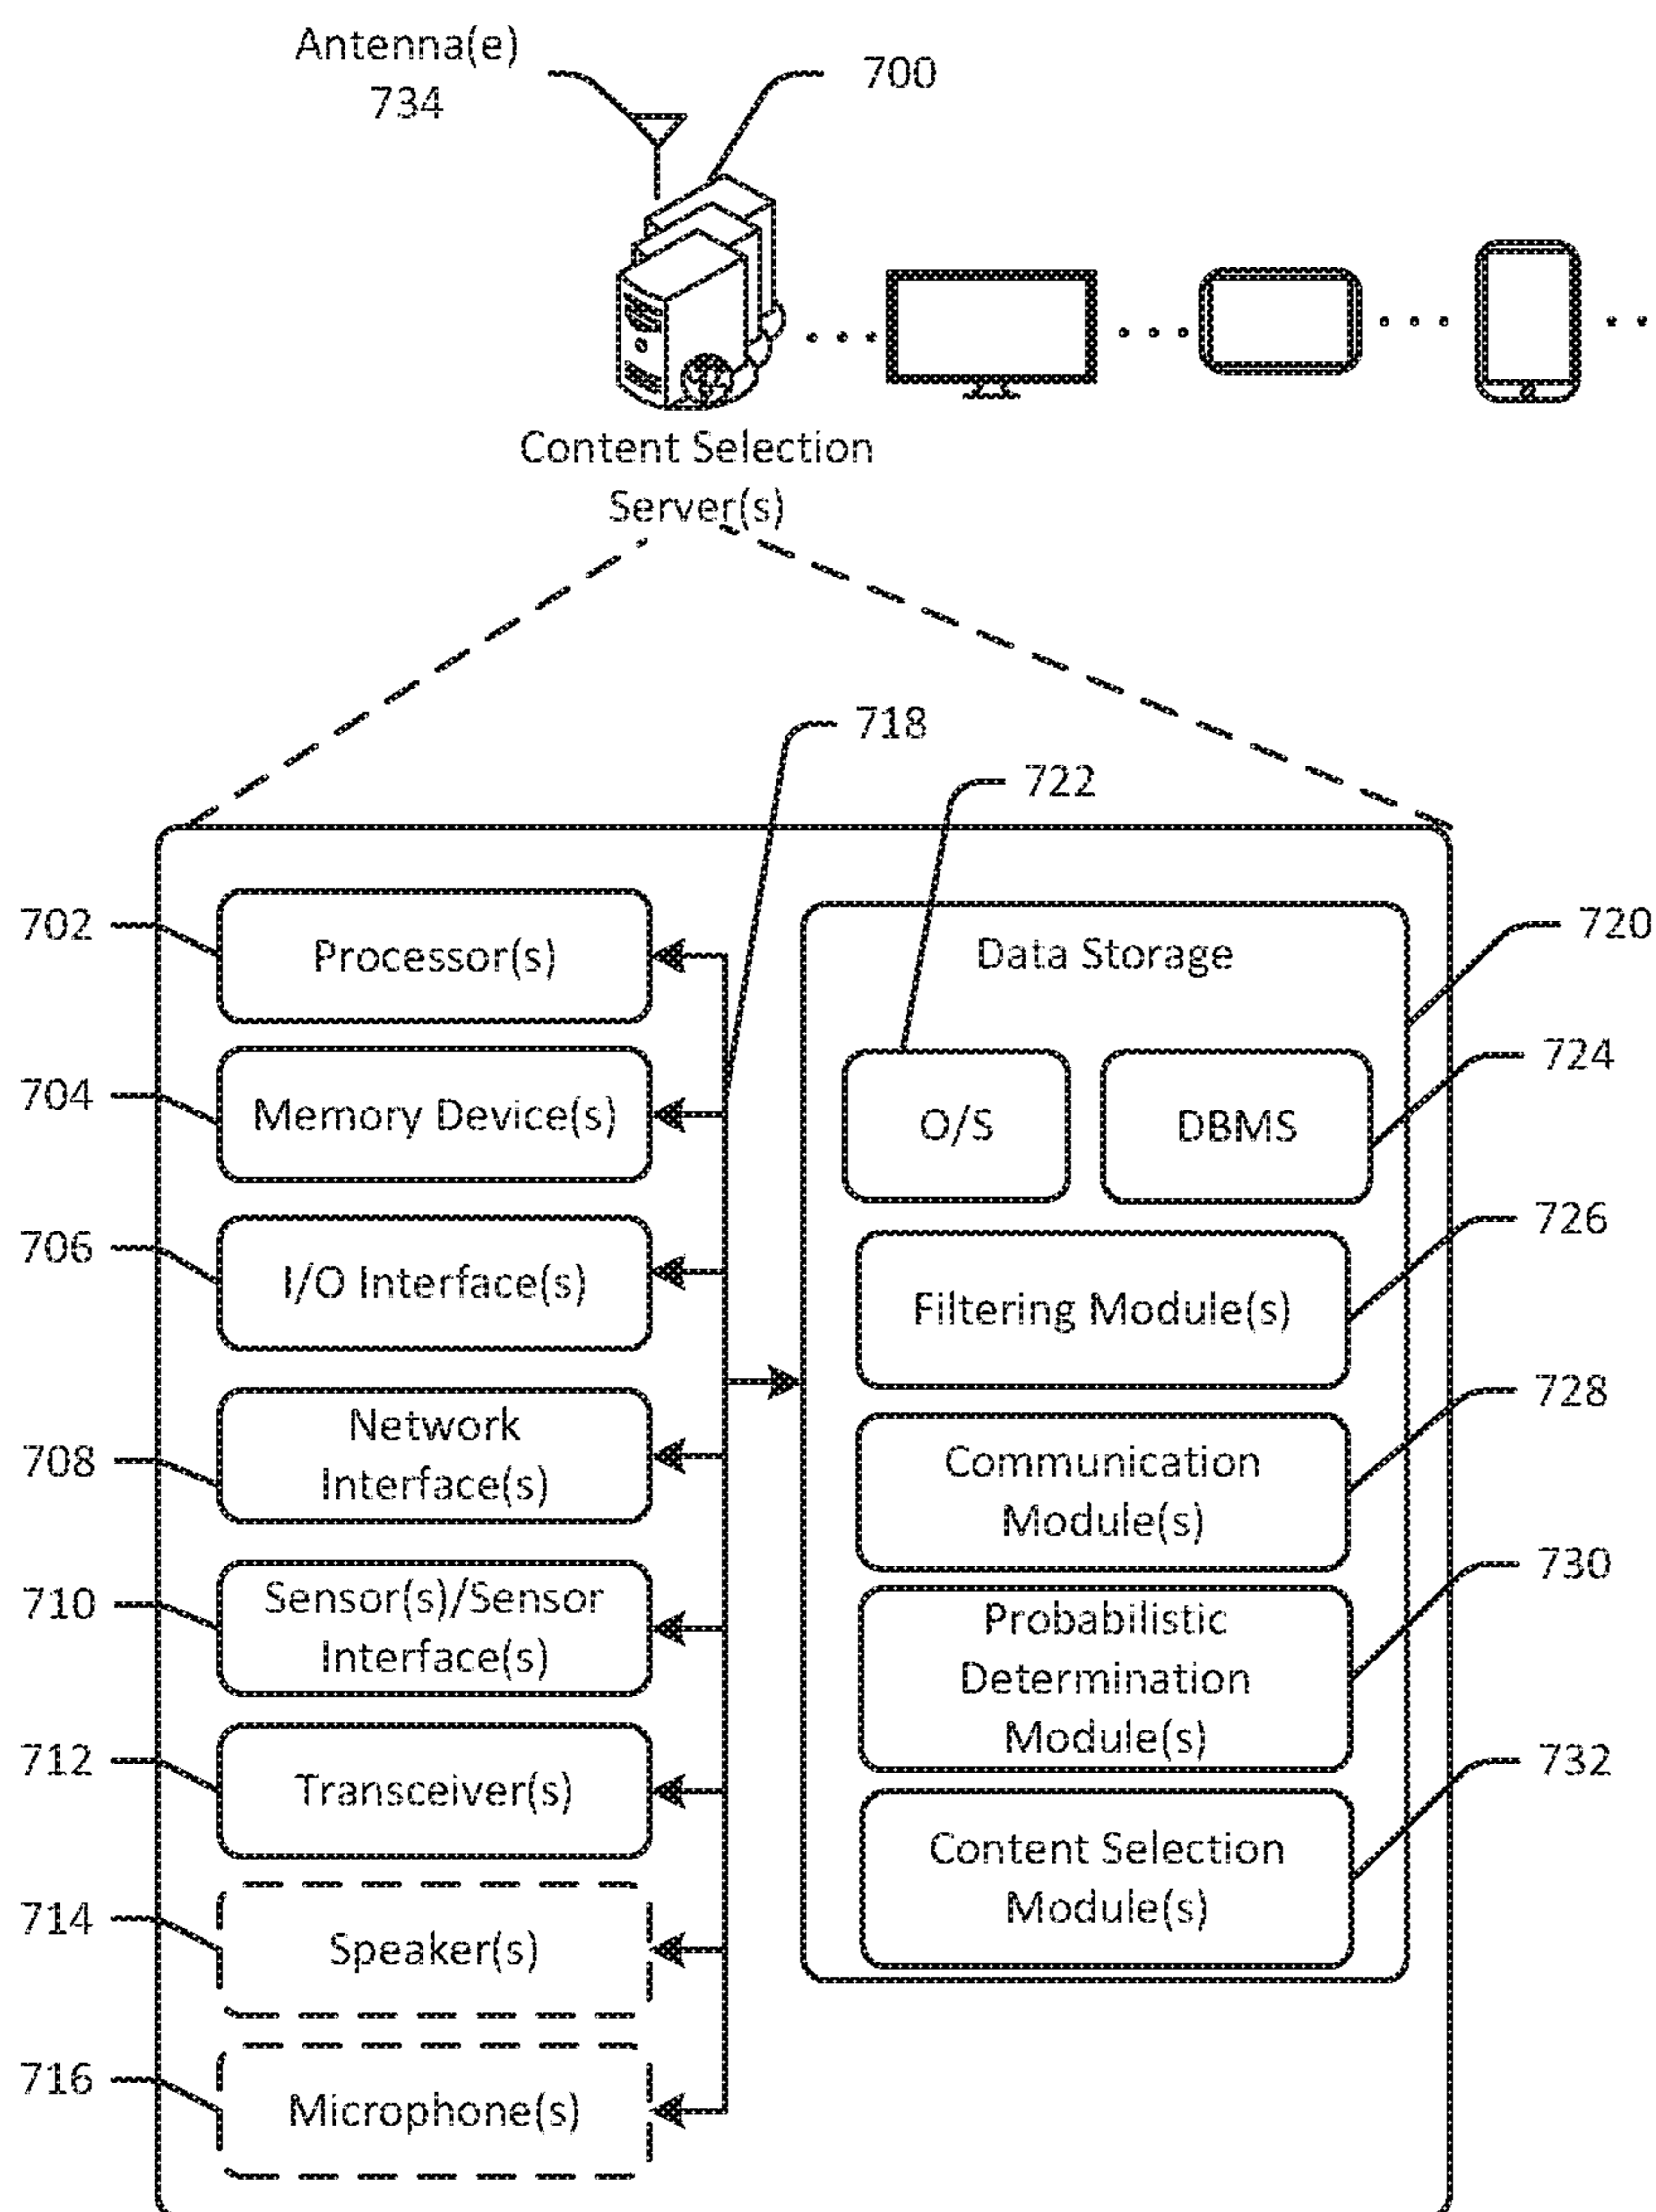 Antenna(e)
734
700
Content Selection
Server(s)
718
722
702
Processor(s)
704
Memory Device(s)
706
I/O Interface(s)
708
Network
Interface(s)
710
Sensor(s)/Sensor
Interface(s)
712
Transceiver(s)
714
Speaker(s)
716
Microphone(s)
Data Storage
720
O/S
DBMS
724
Filtering Module(s)
726
Communication
Module(s)
728
Probabilistic
Determination
Module(s)
730
Content Selection
Module(s)
732